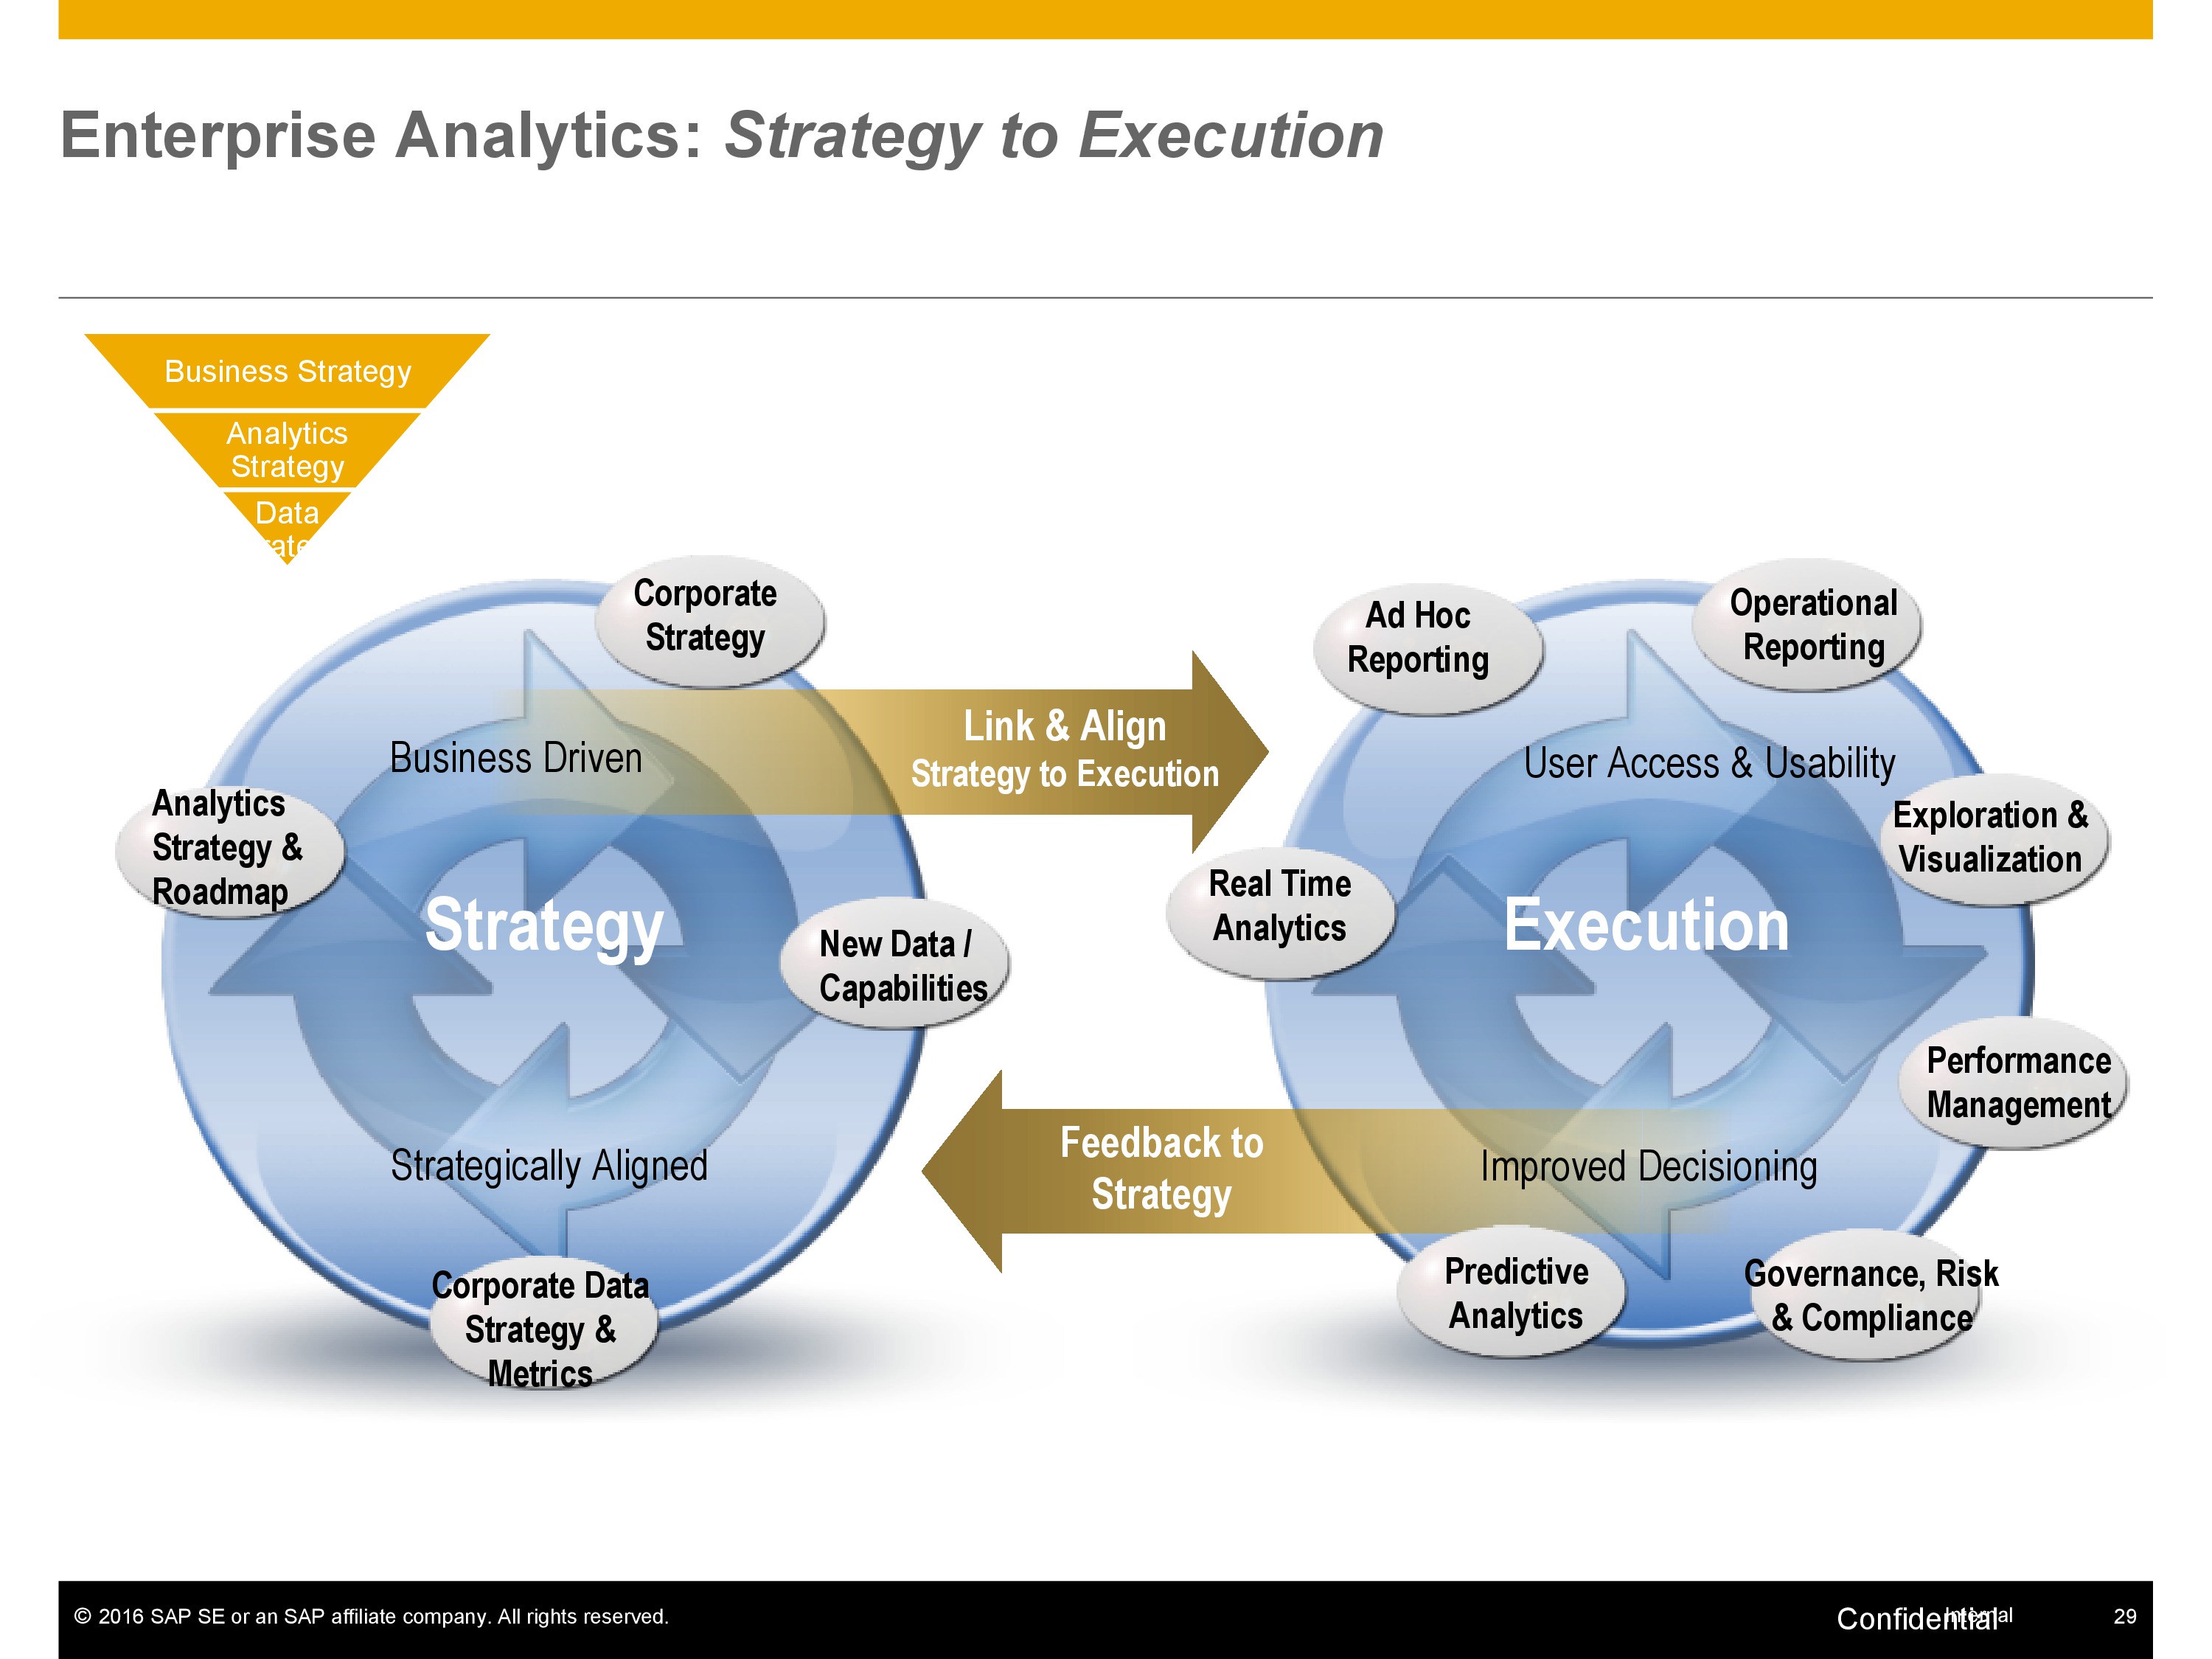 Enterprise Analytics: Strategy to Execution
Business Strategy
Analytics
Strategy
Data
Corporate
Strategy
Business Driven
Analytics
Strategy &
Roadmap
Strategy
New Data /
Capabilities
Strategically Aligned
Corporate Data
Strategy &
Metrics
Link & Align
Strategy to Execution
Feedback to
Strategy
Ad Hoc
Reporting
Operational
Reporting
User Access & Usability
Exploration &
Visualization
Real Time
Analytics
Execution
Performance
Management
Improved Decisioning
Predictive
Analytics
Governance, Risk
& Compliance
© 2016 SAP SE or an SAP affiliate company. All rights reserved.
Confidential
Internal
29